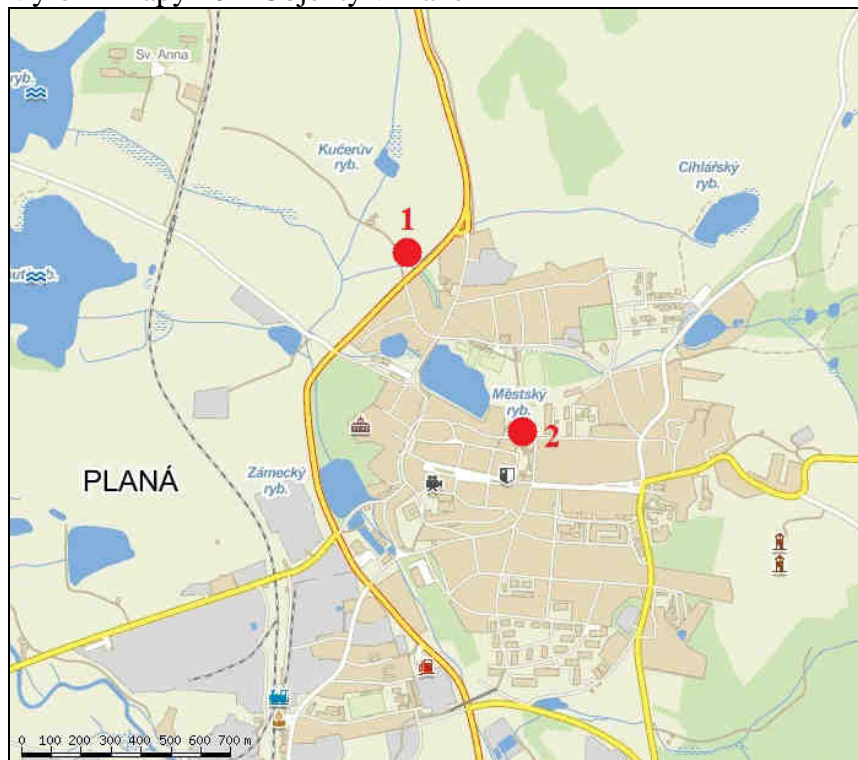 Sv. Anna
ryb.
Kučerův
ryb.
Cihlářský
ryb.
1
Městský
ryb.
2
PLANÁ
Zámecký
ryb.
0 100 200 300 400 500 600 700 m